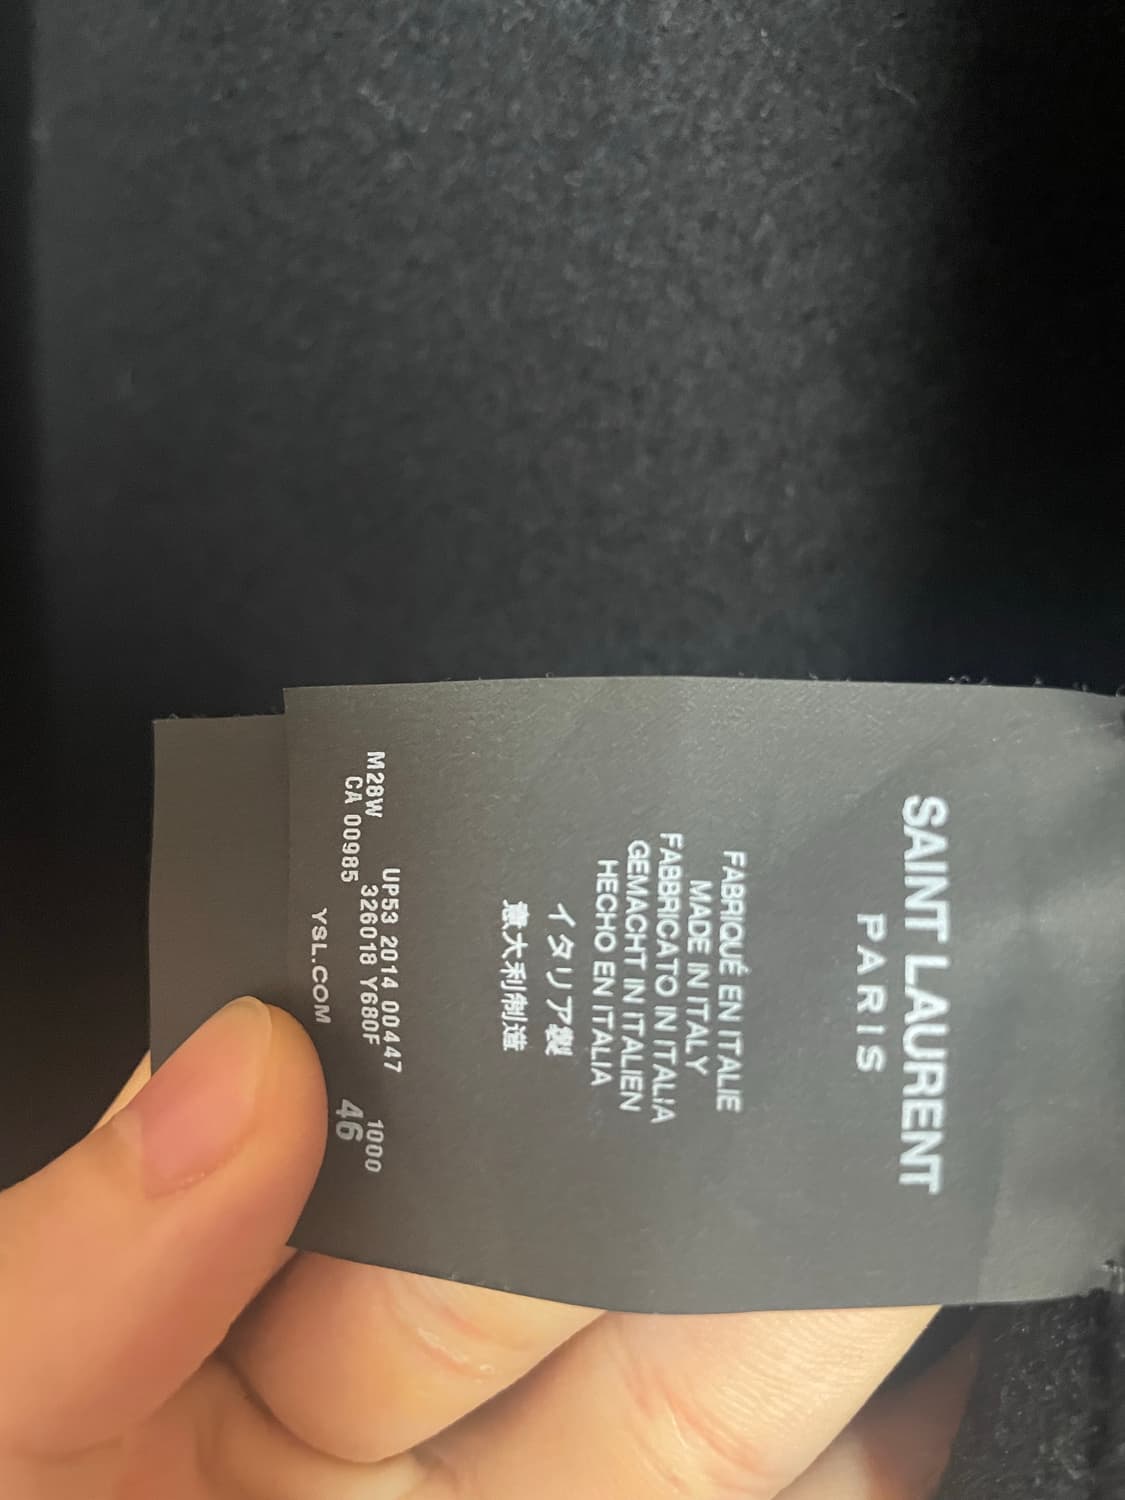 SAINT LAURENT
PARIS
FABRIQUÉ EN ITALIE
MADE IN ITALY
FABBRICATO IN ITALIA
GEMACHT IN ITALIEN
HECHO EN ITALIA
イタリア製
意大利制造
UP53 2014 00447
M28W 326018 Y680F 1000
CA 00985 46
YSL.COM